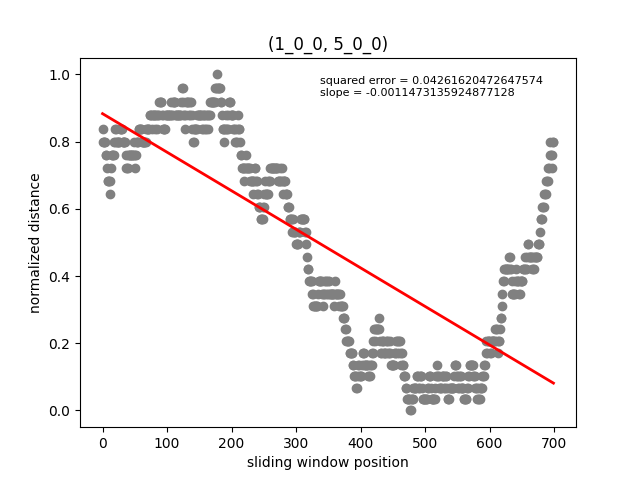 (1_0_0, 5_0_0)
squared error = 0.04261620472647574
slope = -0.0011473135924877128
normalized distance
1.0
0.8
0.6
0.4
0.2
0.0
0 100 200 300 400 500 600 700
sliding window position